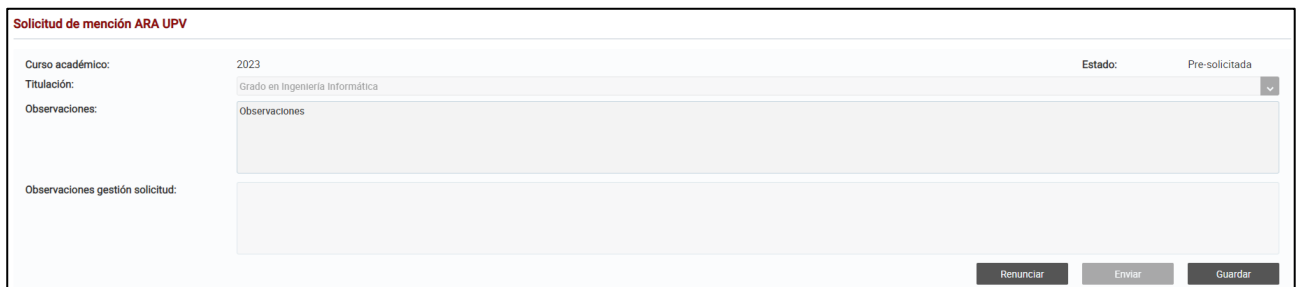 Solicitud de mención ARA UPV
Curso académico: 2023 Estado: Pre-solicitada
Titulación: Grado en Ingeniería Informática
Observaciones: Observaciones
Observaciones gestión solicitud:
Renunciar Enviar Guardar